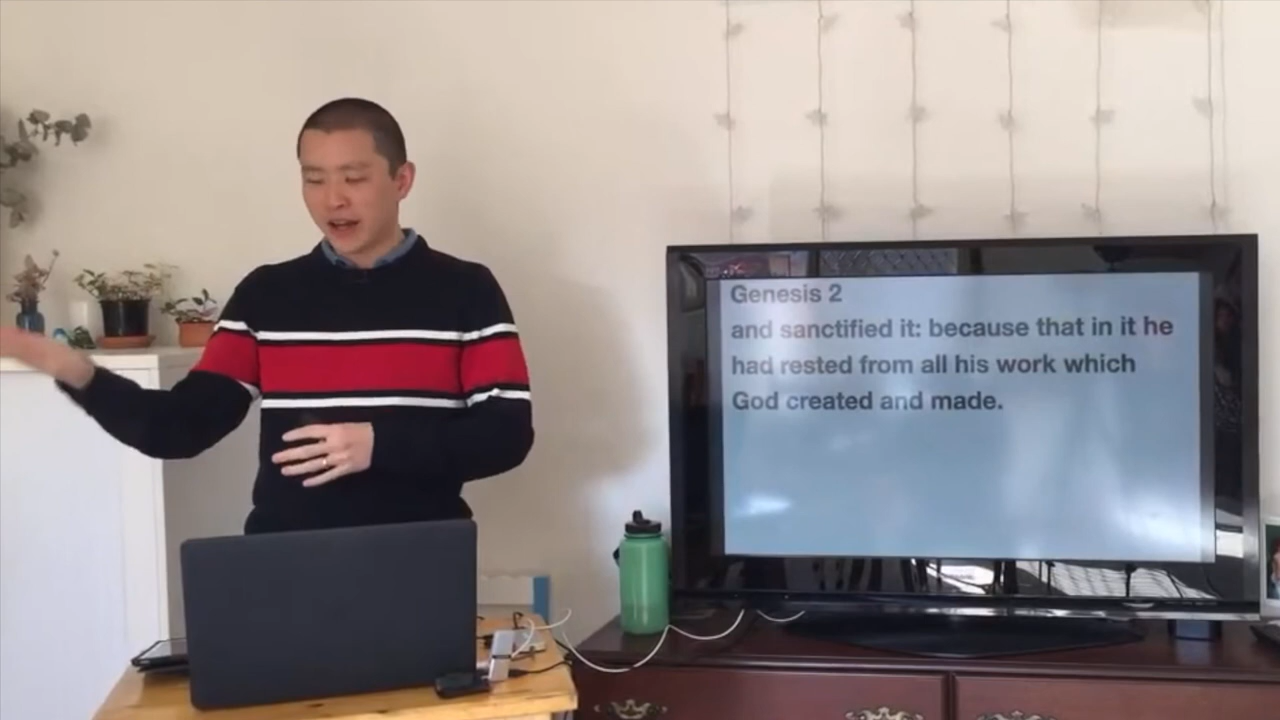 Genesis 2
and sanctified it: because that in it he
had rested from all his work which
God created and made.